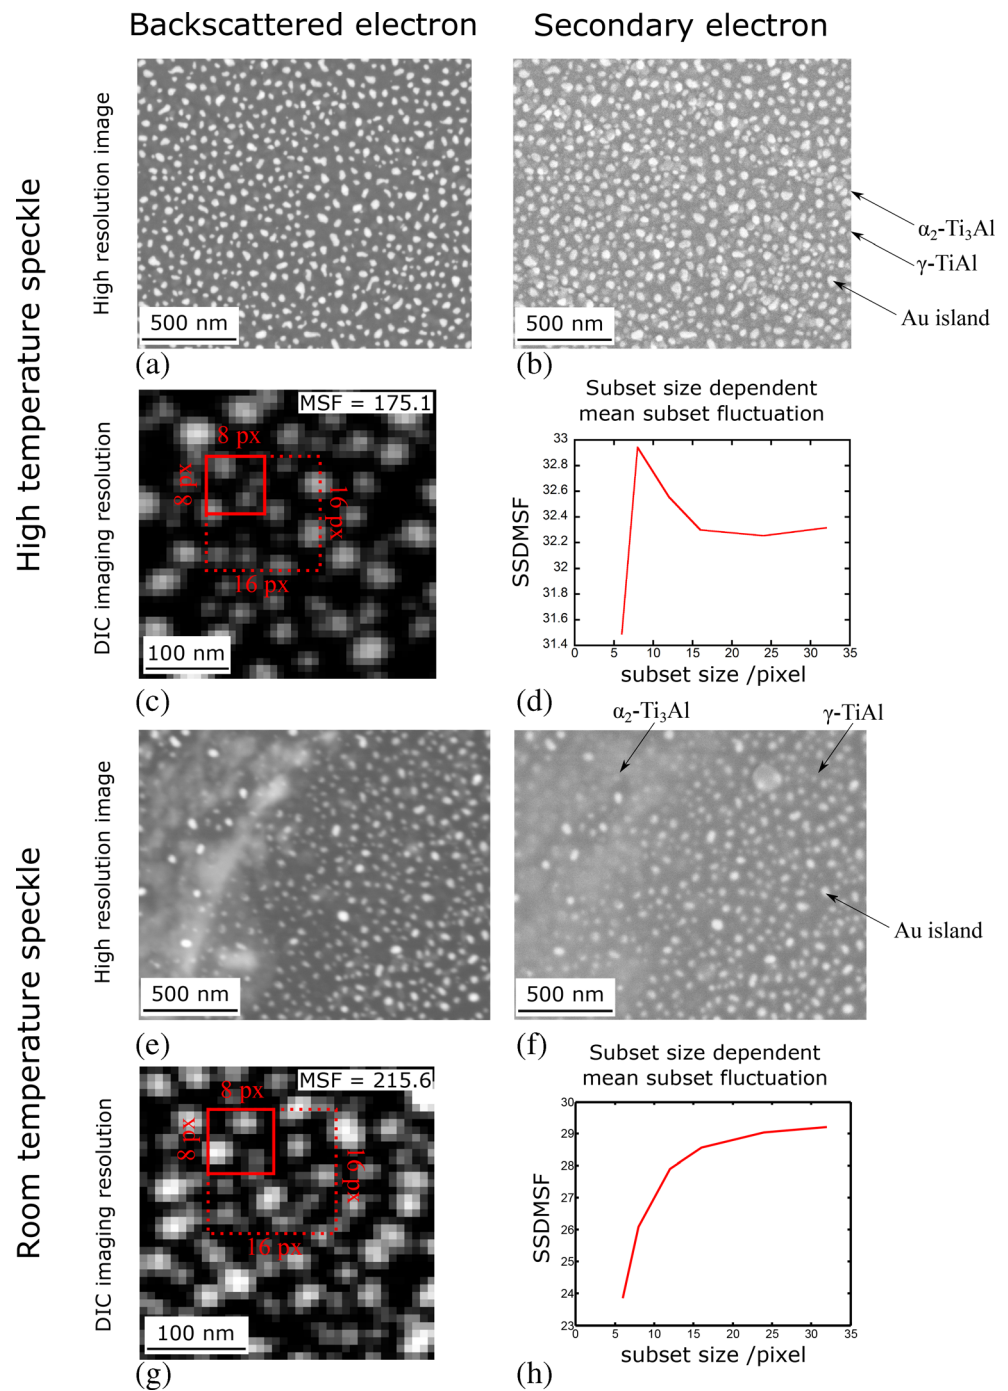 Backscattered electron
Secondary electron
High temperature speckle
High resolution image
500 nm
(a)
500 nm
(b)
α₂-Ti₃Al
γ-TiAl
Au island
DIC imaging resolution
MSF = 175.1
8 px
8 px
16 px
16 px
100 nm
(c)
Subset size dependent
mean subset fluctuation
SSDMSF
33
32.8
32.6
32.4
32.2
32
31.8
31.6
31.4
0 5 10 15 20 25 30 35
subset size /pixel
(d)
Room temperature speckle
High resolution image
500 nm
(e)
α₂-Ti₃Al
γ-TiAl
Au island
500 nm
(f)
DIC imaging resolution
MSF = 215.6
8 px
8 px
16 px
16 px
100 nm
(g)
Subset size dependent
mean subset fluctuation
SSDMSF
30
29
28
27
26
25
24
23
0 5 10 15 20 25 30 35
subset size /pixel
(h)